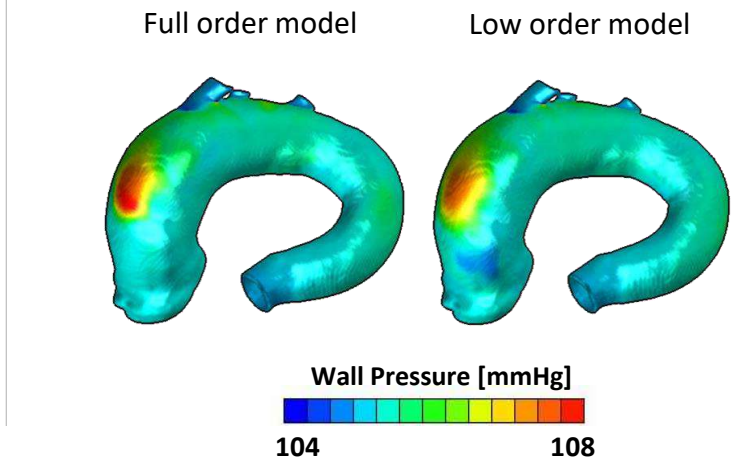 Full order model
Low order model
Wall Pressure [mmHg]
104
108